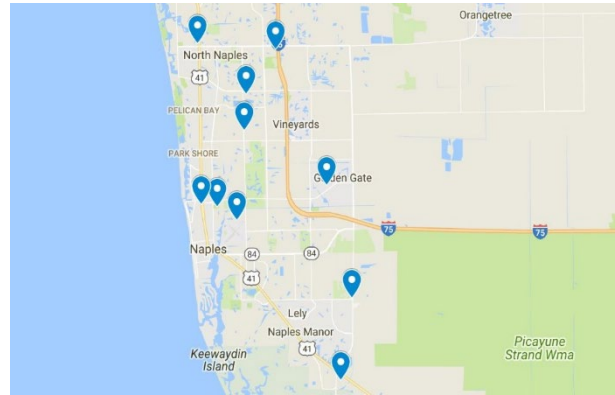 Orangetree
North Naples
41
PELICAN BAY
Vineyards
PARK SHORE
Golden Gate
75
75
Naples
84
84
41
Lely
Naples Manor
41
Keewaydin
Island
Picayune
Strand Wma